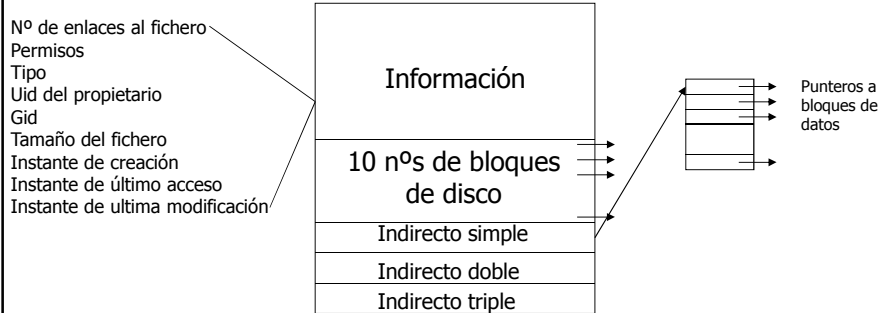 Nº de enlaces al fichero
Permisos
Tipo
Uid del propietario
Gid
Tamaño del fichero
Instante de creación
Instante de último acceso
Instante de ultima modificación
Información
10 nºs de bloques
de disco
Indirecto simple
Indirecto doble
Indirecto triple
Punteros a
bloques de
datos